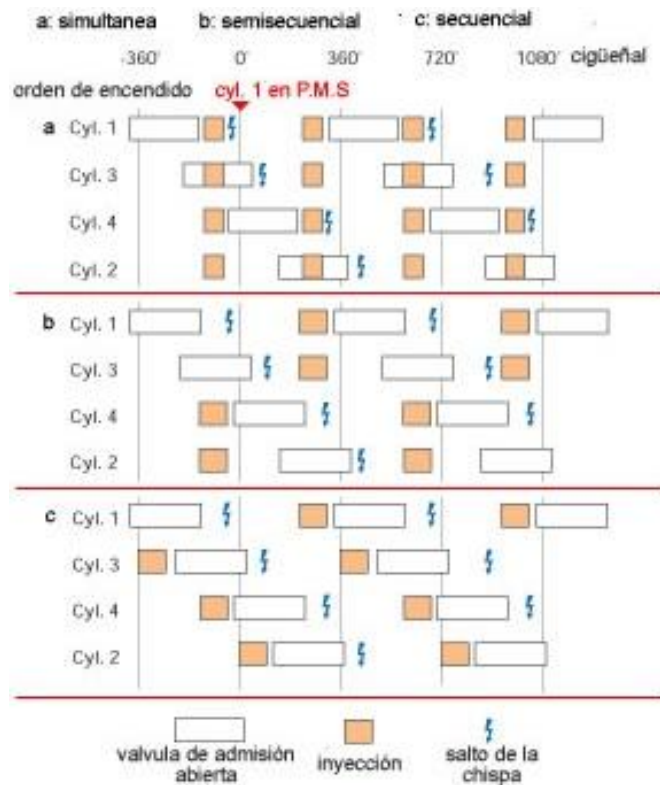 a: simultanea b: semisecuencial c: secuencial
-360° 0° 360° 720° 1080° cigüeñal
orden de encendido cyl. 1 en P.M.S
a Cyl. 1
Cyl. 3
Cyl. 4
Cyl. 2
b Cyl. 1
Cyl. 3
Cyl. 4
Cyl. 2
c Cyl. 1
Cyl. 3
Cyl. 4
Cyl. 2
valvula de admisión abierta
inyección
salto de la chispa